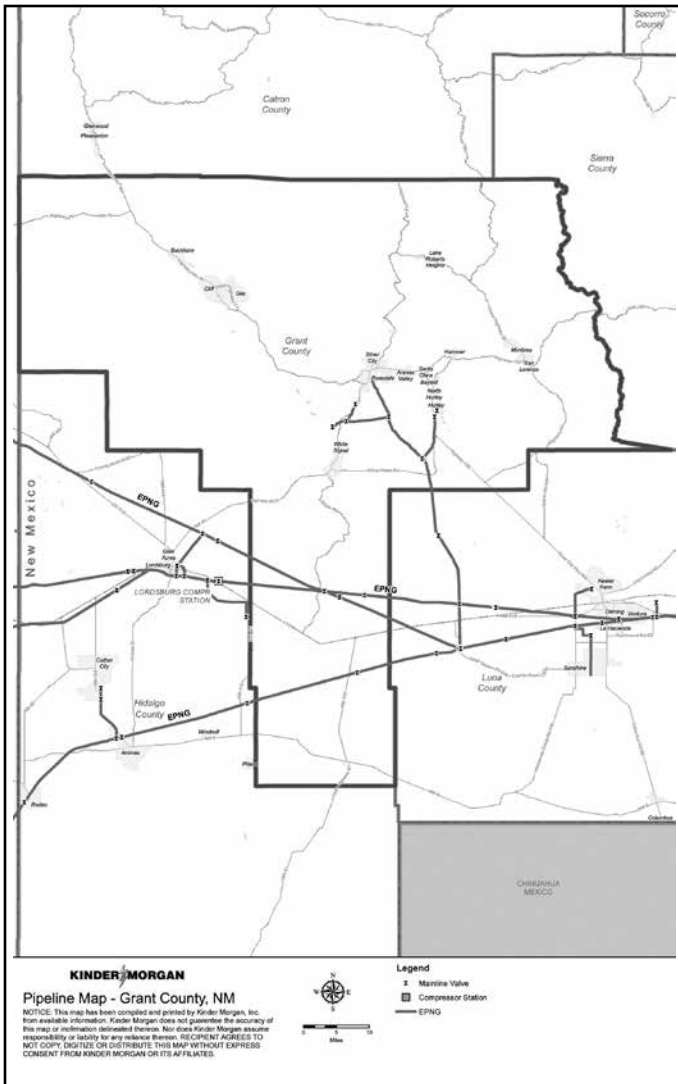 Socorro
County
Catron
County
Glenwood
Pleasanton
Sierra
County
Buckhorn
Lake
Roberts
Heights
Cliff
Gila
Grant
County
Silver
City
Hanover
Mimbres
San
Lorenzo
Rosedale
Arenas
Valley
Santa
Clara
Bayard
North
Hurley
Hurley
White
Signal
New Mexico
EPNG
Lordsburg
EPNG
LORDSBURG COMPR
STATION
Deming
La Hacienda
Sunshine
Cotton
City
Hidalgo
County
EPNG
Luna
County
Windmill
Animas
Rodeo
Columbus
CHIHUAHUA
MEXICO
KINDER MORGAN
Pipeline Map - Grant County, NM
NOTICE: This map has been compiled and printed by Kinder Morgan, Inc.
from available information. Kinder Morgan does not guarantee the accuracy of
this map or information delineated thereon. Nor does Kinder Morgan assume
responsibility or liability for any reliance thereon. RECIPIENT AGREES TO
NOT COPY, DIGITIZE OR DISTRIBUTE THIS MAP WITHOUT EXPRESS
CONSENT FROM KINDER MORGAN OR ITS AFFILIATES.
N
W E
S
0 5 10
Miles
Legend
Mainline Valve
Compressor Station
EPNG